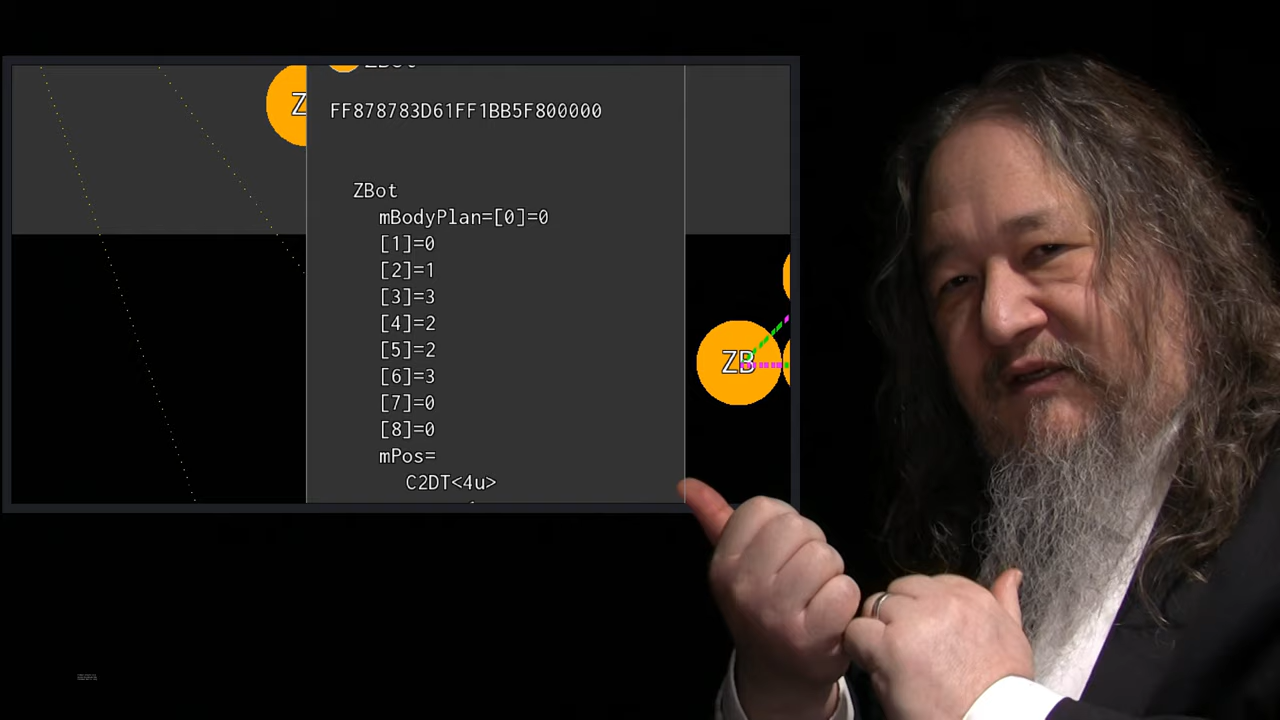 ZBot
Z
FF878783D61FF1BB5F800000
ZBot
mBodyPlan=[0]=0
[1]=0
[2]=1
[3]=3
[4]=2
[5]=2
[6]=3
[7]=0
[8]=0
mPos=
C2DT<4u>
ZB